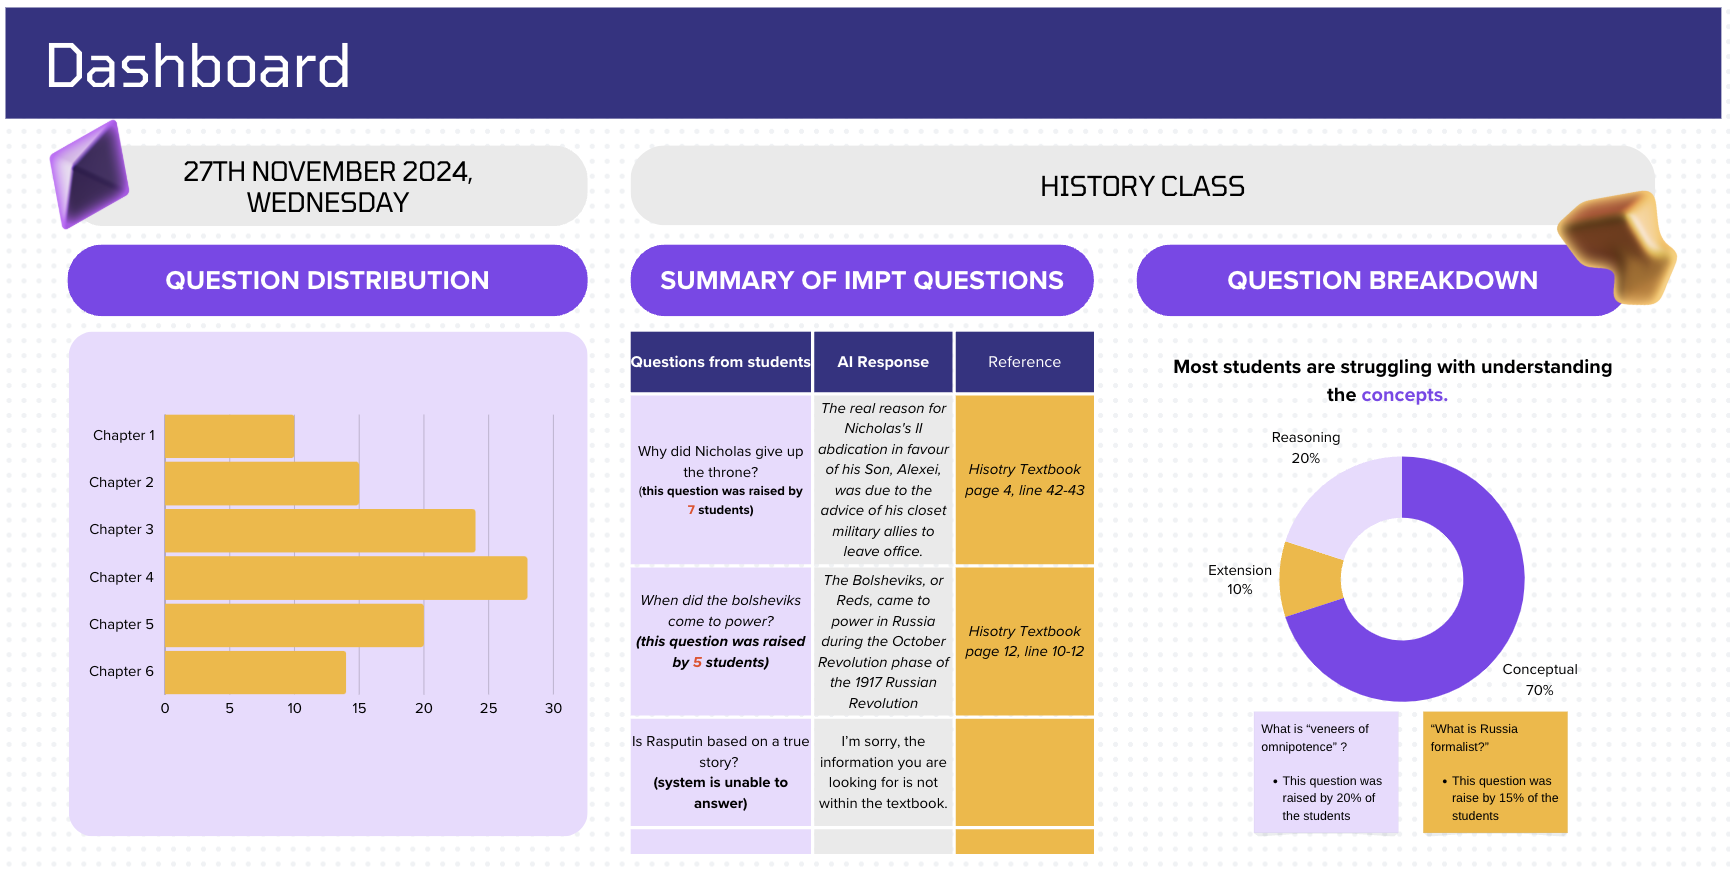 Dashboard
27TH NOVEMBER 2024,
WEDNESDAY
HISTORY CLASS
QUESTION DISTRIBUTION
Chapter 1
Chapter 2
Chapter 3
Chapter 4
Chapter 5
Chapter 6
0 5 10 15 20 25 30
SUMMARY OF IMPT QUESTIONS
Questions from students
AI Response
Reference
Why did Nicholas give up
the throne?
(this question was raised by
7 students)
The real reason for
Nicholas's II
abdication in favour
of his Son, Alexei,
was due to the
advice of his closet
military allies to
leave office.
Hisotry Textbook
page 4, line 42-43
When did the bolsheviks
come to power?
(this question was raised
by 5 students)
The Bolsheviks, or
Reds, came to
power in Russia
during the October
Revolution phase of
the 1917 Russian
Revolution
Hisotry Textbook
page 12, line 10-12
Is Rasputin based on a true
story?
(system is unable to
answer)
I'm sorry, the
information you are
looking for is not
within the textbook.
QUESTION BREAKDOWN
Most students are struggling with understanding
the concepts.
Reasoning
20%
Extension
10%
Conceptual
70%
What is “veneers of
omnipotence” ?
• This question was
raised by 20% of
the students
“What is Russia
formalist?”
• This question was
raise by 15% of the
students